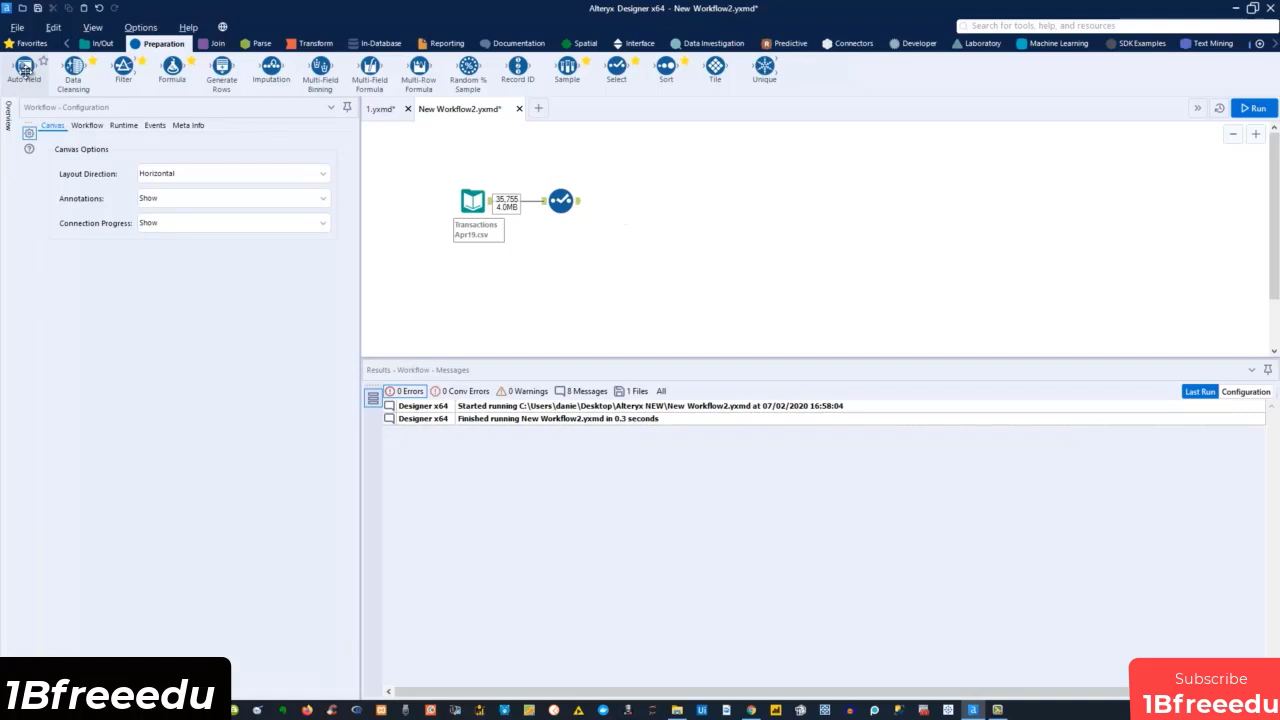 Alteryx Designer x64 - New Workflow2.yxmd*
File Edit View Options Help
Search for tools, help, and resources
Favorites In/Out Preparation Join Parse Transform In-Database Reporting Documentation Spatial Interface Data Investigation Predictive Connectors Developer Laboratory Machine Learning SDK Examples Text Mining
Auto Field Data Cleansing Filter Formula Generate Rows Imputation Multi-Field Binning Multi-Field Formula Multi-Row Formula Random % Sample Record ID Sample Select Sort Tile Unique
Overview
Workflow - Configuration
1.yxmd* New Workflow2.yxmd*
Run
Canvas Workflow Runtime Events Meta Info
Canvas Options
Layout Direction: Horizontal
Annotations: Show
Connection Progress: Show
35,755
4.0MB
Transactions
Apr19.csv
Results - Workflow - Messages
0 Errors 0 Conv Errors 0 Warnings 8 Messages 1 Files All
Last Run Configuration
Designer x64 Started running C:\Users\danie\Desktop\Alteryx NEW\New Workflow2.yxmd at 07/02/2020 16:58:04
Designer x64 Finished running New Workflow2.yxmd in 0.3 seconds
1Bfreeedu
Subscribe
1Bfreeedu